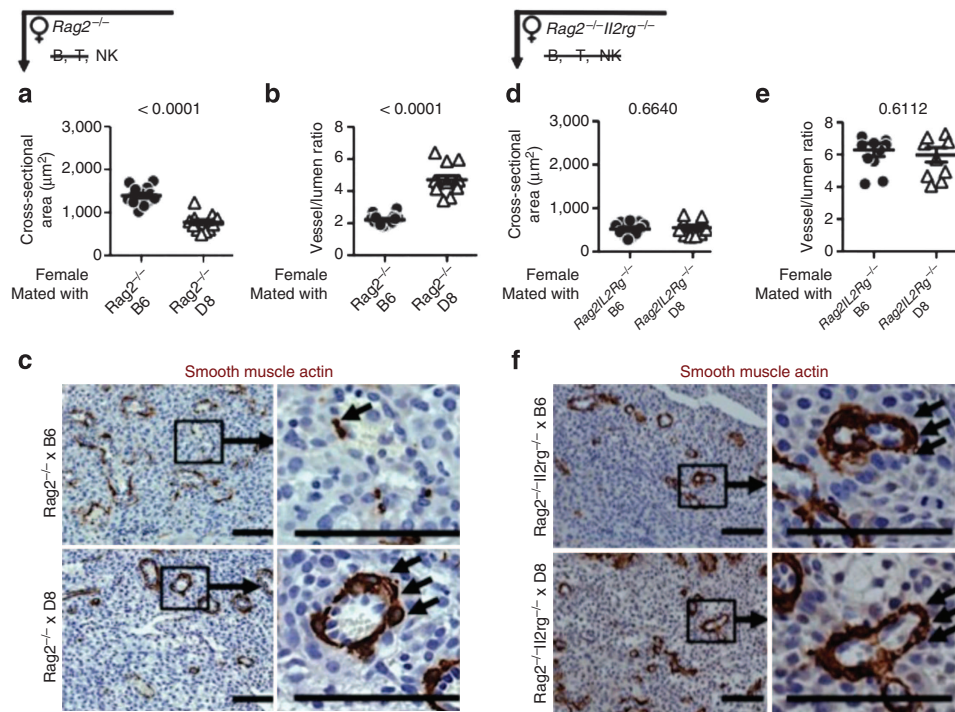 Rag2⁻/⁻
B, T, NK
a
< 0.0001
3,000
2,000
1,000
0
Cross-sectional
area (µm²)
Female
Mated with
Rag2⁻/⁻
B6
Rag2⁻/⁻
D8
b
< 0.0001
8
6
4
2
0
Vessel/lumen ratio
Female
Mated with
Rag2⁻/⁻
B6
Rag2⁻/⁻
D8
c
Smooth muscle actin
Rag2⁻/⁻ x B6
Rag2⁻/⁻ x D8
Rag2⁻/⁻Il2rg⁻/⁻
B, T, NK
d
0.6640
3,000
2,000
1,000
0
Cross-sectional
area (µm²)
Female
Mated with
Rag2IL2Rg⁻/⁻
B6
Rag2IL2Rg⁻/⁻
D8
e
0.6112
8
6
4
2
0
Vessel/lumen ratio
Female
Mated with
Rag2IL2Rg⁻/⁻
B6
Rag2IL2Rg⁻/⁻
D8
f
Smooth muscle actin
Rag2⁻/⁻Il2rg⁻/⁻ x B6
Rag2⁻/⁻Il2rg⁻/⁻ x D8